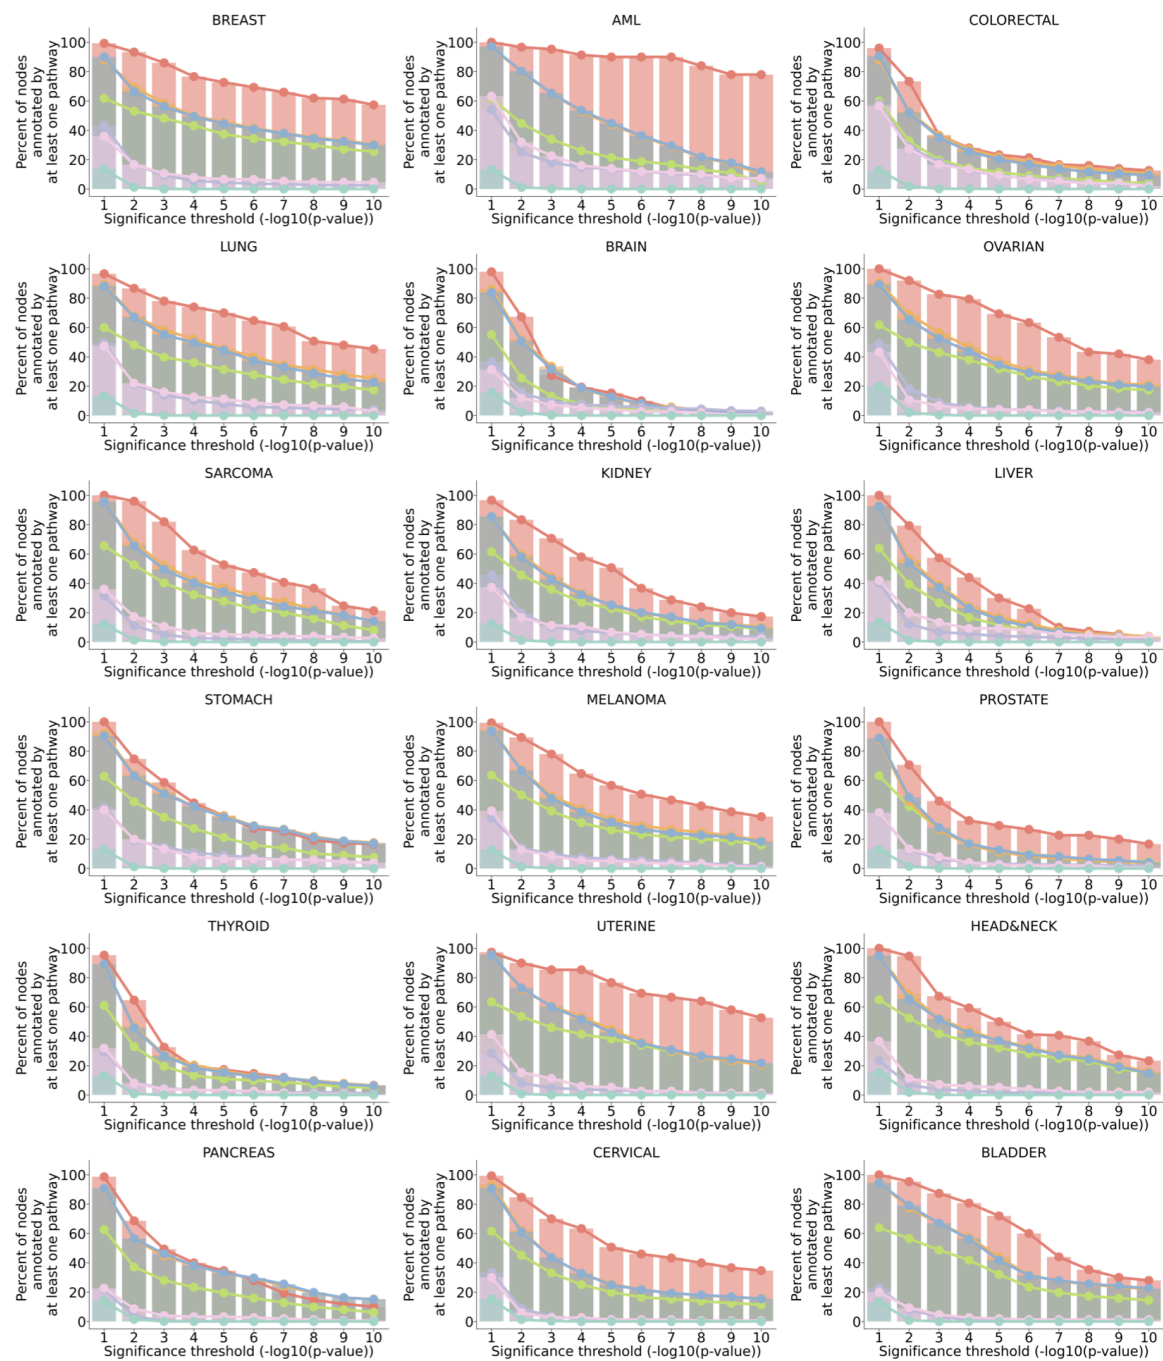 BREAST
Percent of nodes
annotated by
at least one pathway
100
80
60
40
20
0
1 2 3 4 5 6 7 8 9 10
Significance threshold (-log10(p-value))
AML
Percent of nodes
annotated by
at least one pathway
100
80
60
40
20
0
1 2 3 4 5 6 7 8 9 10
Significance threshold (-log10(p-value))
COLORECTAL
Percent of nodes
annotated by
at least one pathway
100
80
60
40
20
0
1 2 3 4 5 6 7 8 9 10
Significance threshold (-log10(p-value))
LUNG
Percent of nodes
annotated by
at least one pathway
100
80
60
40
20
0
1 2 3 4 5 6 7 8 9 10
Significance threshold (-log10(p-value))
BRAIN
Percent of nodes
annotated by
at least one pathway
100
80
60
40
20
0
1 2 3 4 5 6 7 8 9 10
Significance threshold (-log10(p-value))
OVARIAN
Percent of nodes
annotated by
at least one pathway
100
80
60
40
20
0
1 2 3 4 5 6 7 8 9 10
Significance threshold (-log10(p-value))
SARCOMA
Percent of nodes
annotated by
at least one pathway
100
80
60
40
20
0
1 2 3 4 5 6 7 8 9 10
Significance threshold (-log10(p-value))
KIDNEY
Percent of nodes
annotated by
at least one pathway
100
80
60
40
20
0
1 2 3 4 5 6 7 8 9 10
Significance threshold (-log10(p-value))
LIVER
Percent of nodes
annotated by
at least one pathway
100
80
60
40
20
0
1 2 3 4 5 6 7 8 9 10
Significance threshold (-log10(p-value))
STOMACH
Percent of nodes
annotated by
at least one pathway
100
80
60
40
20
0
1 2 3 4 5 6 7 8 9 10
Significance threshold (-log10(p-value))
MELANOMA
Percent of nodes
annotated by
at least one pathway
100
80
60
40
20
0
1 2 3 4 5 6 7 8 9 10
Significance threshold (-log10(p-value))
PROSTATE
Percent of nodes
annotated by
at least one pathway
100
80
60
40
20
0
1 2 3 4 5 6 7 8 9 10
Significance threshold (-log10(p-value))
THYROID
Percent of nodes
annotated by
at least one pathway
100
80
60
40
20
0
1 2 3 4 5 6 7 8 9 10
Significance threshold (-log10(p-value))
UTERINE
Percent of nodes
annotated by
at least one pathway
100
80
60
40
20
0
1 2 3 4 5 6 7 8 9 10
Significance threshold (-log10(p-value))
HEAD&NECK
Percent of nodes
annotated by
at least one pathway
100
80
60
40
20
0
1 2 3 4 5 6 7 8 9 10
Significance threshold (-log10(p-value))
PANCREAS
Percent of nodes
annotated by
at least one pathway
100
80
60
40
20
0
1 2 3 4 5 6 7 8 9 10
Significance threshold (-log10(p-value))
CERVICAL
Percent of nodes
annotated by
at least one pathway
100
80
60
40
20
0
1 2 3 4 5 6 7 8 9 10
Significance threshold (-log10(p-value))
BLADDER
Percent of nodes
annotated by
at least one pathway
100
80
60
40
20
0
1 2 3 4 5 6 7 8 9 10
Significance threshold (-log10(p-value))